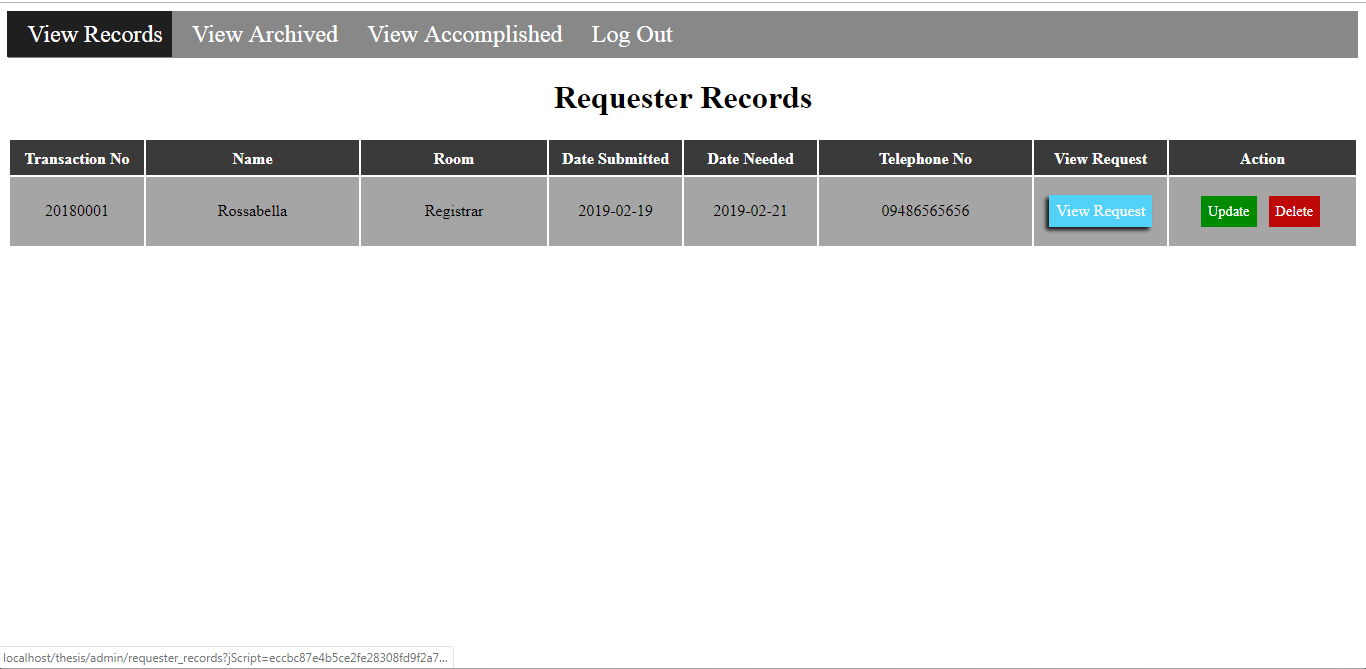 View Records View Archived View Accomplished Log Out
Requester Records
Transaction No Name Room Date Submitted Date Needed Telephone No View Request Action
20180001 Rossabella Registrar 2019-02-19 2019-02-21 09486565656 View Request Update Delete
localhost/thesis/admin/requester_records?jScript=eccbc87e4b5ce2fe28308fd9f2a7...